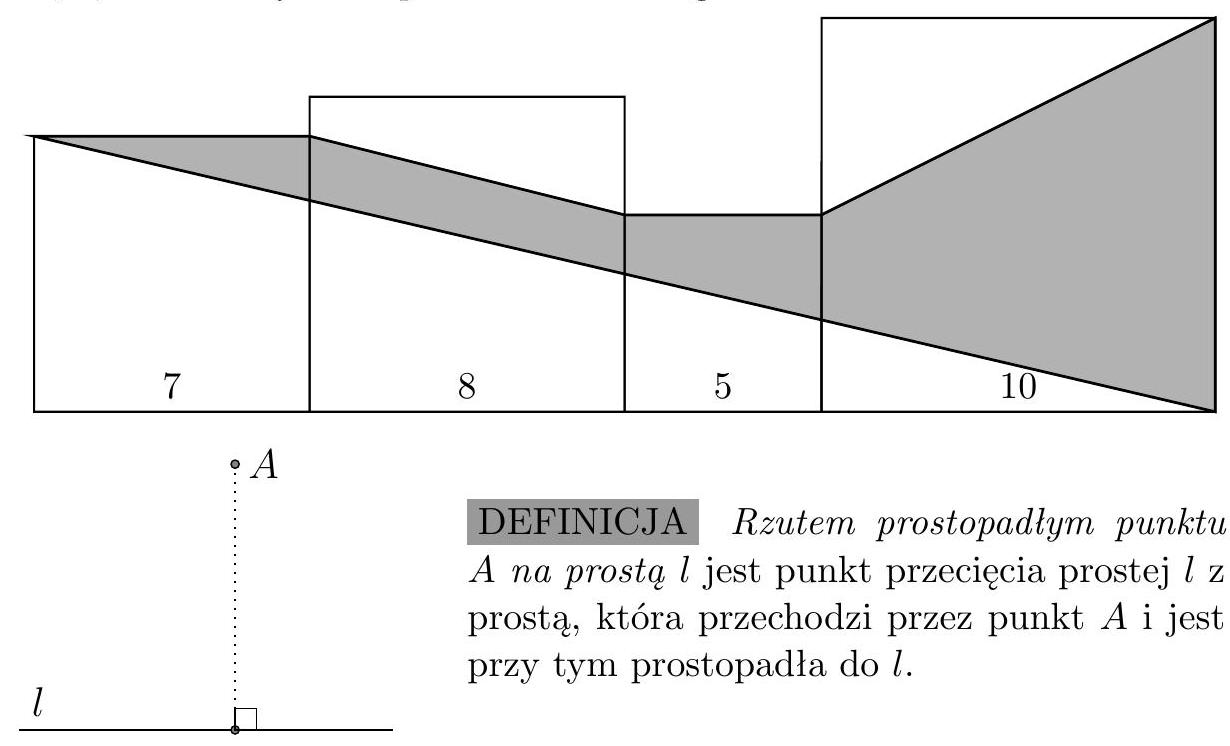 7 8 5 10
A
DEFINICJA Rzutem prostopadłym punktu
A na prostą l jest punkt przecięcia prostej l z
prostą, która przechodzi przez punkt A i jest
przy tym prostopadła do l.
l